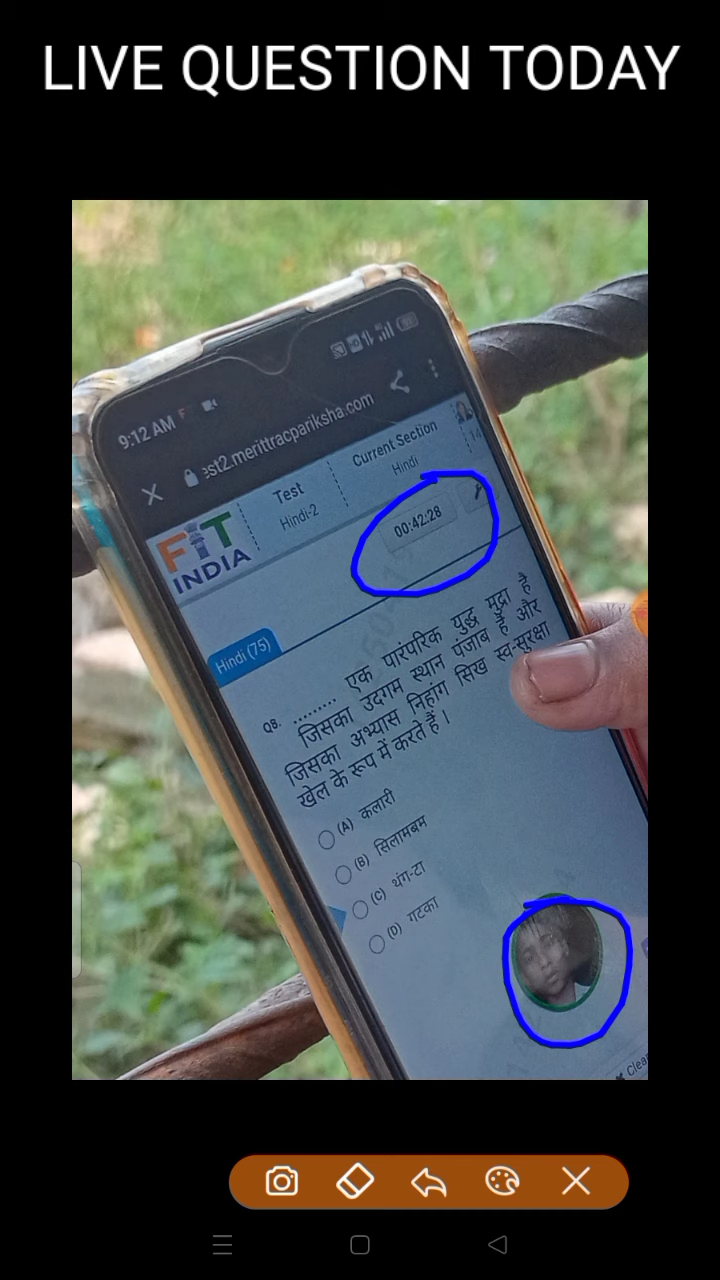 LIVE QUESTION TODAY
9:12 AM
est2.merittracpariksha.com
Test
Hindi-2
Current Section
Hindi
FIT
INDIA
00:42:28
Hindi (75)
Q8. ......... एक पारंपरिक युद्ध मुद्रा है
जिसका उदगम स्थान पंजाब है और
जिसका अभ्यास निहांग सिख स्व-सुरक्षा
खेल के रूप में करते हैं।
(A) कलारी
(B) सिलामबम
(C) थंग-टा
(D) गटका